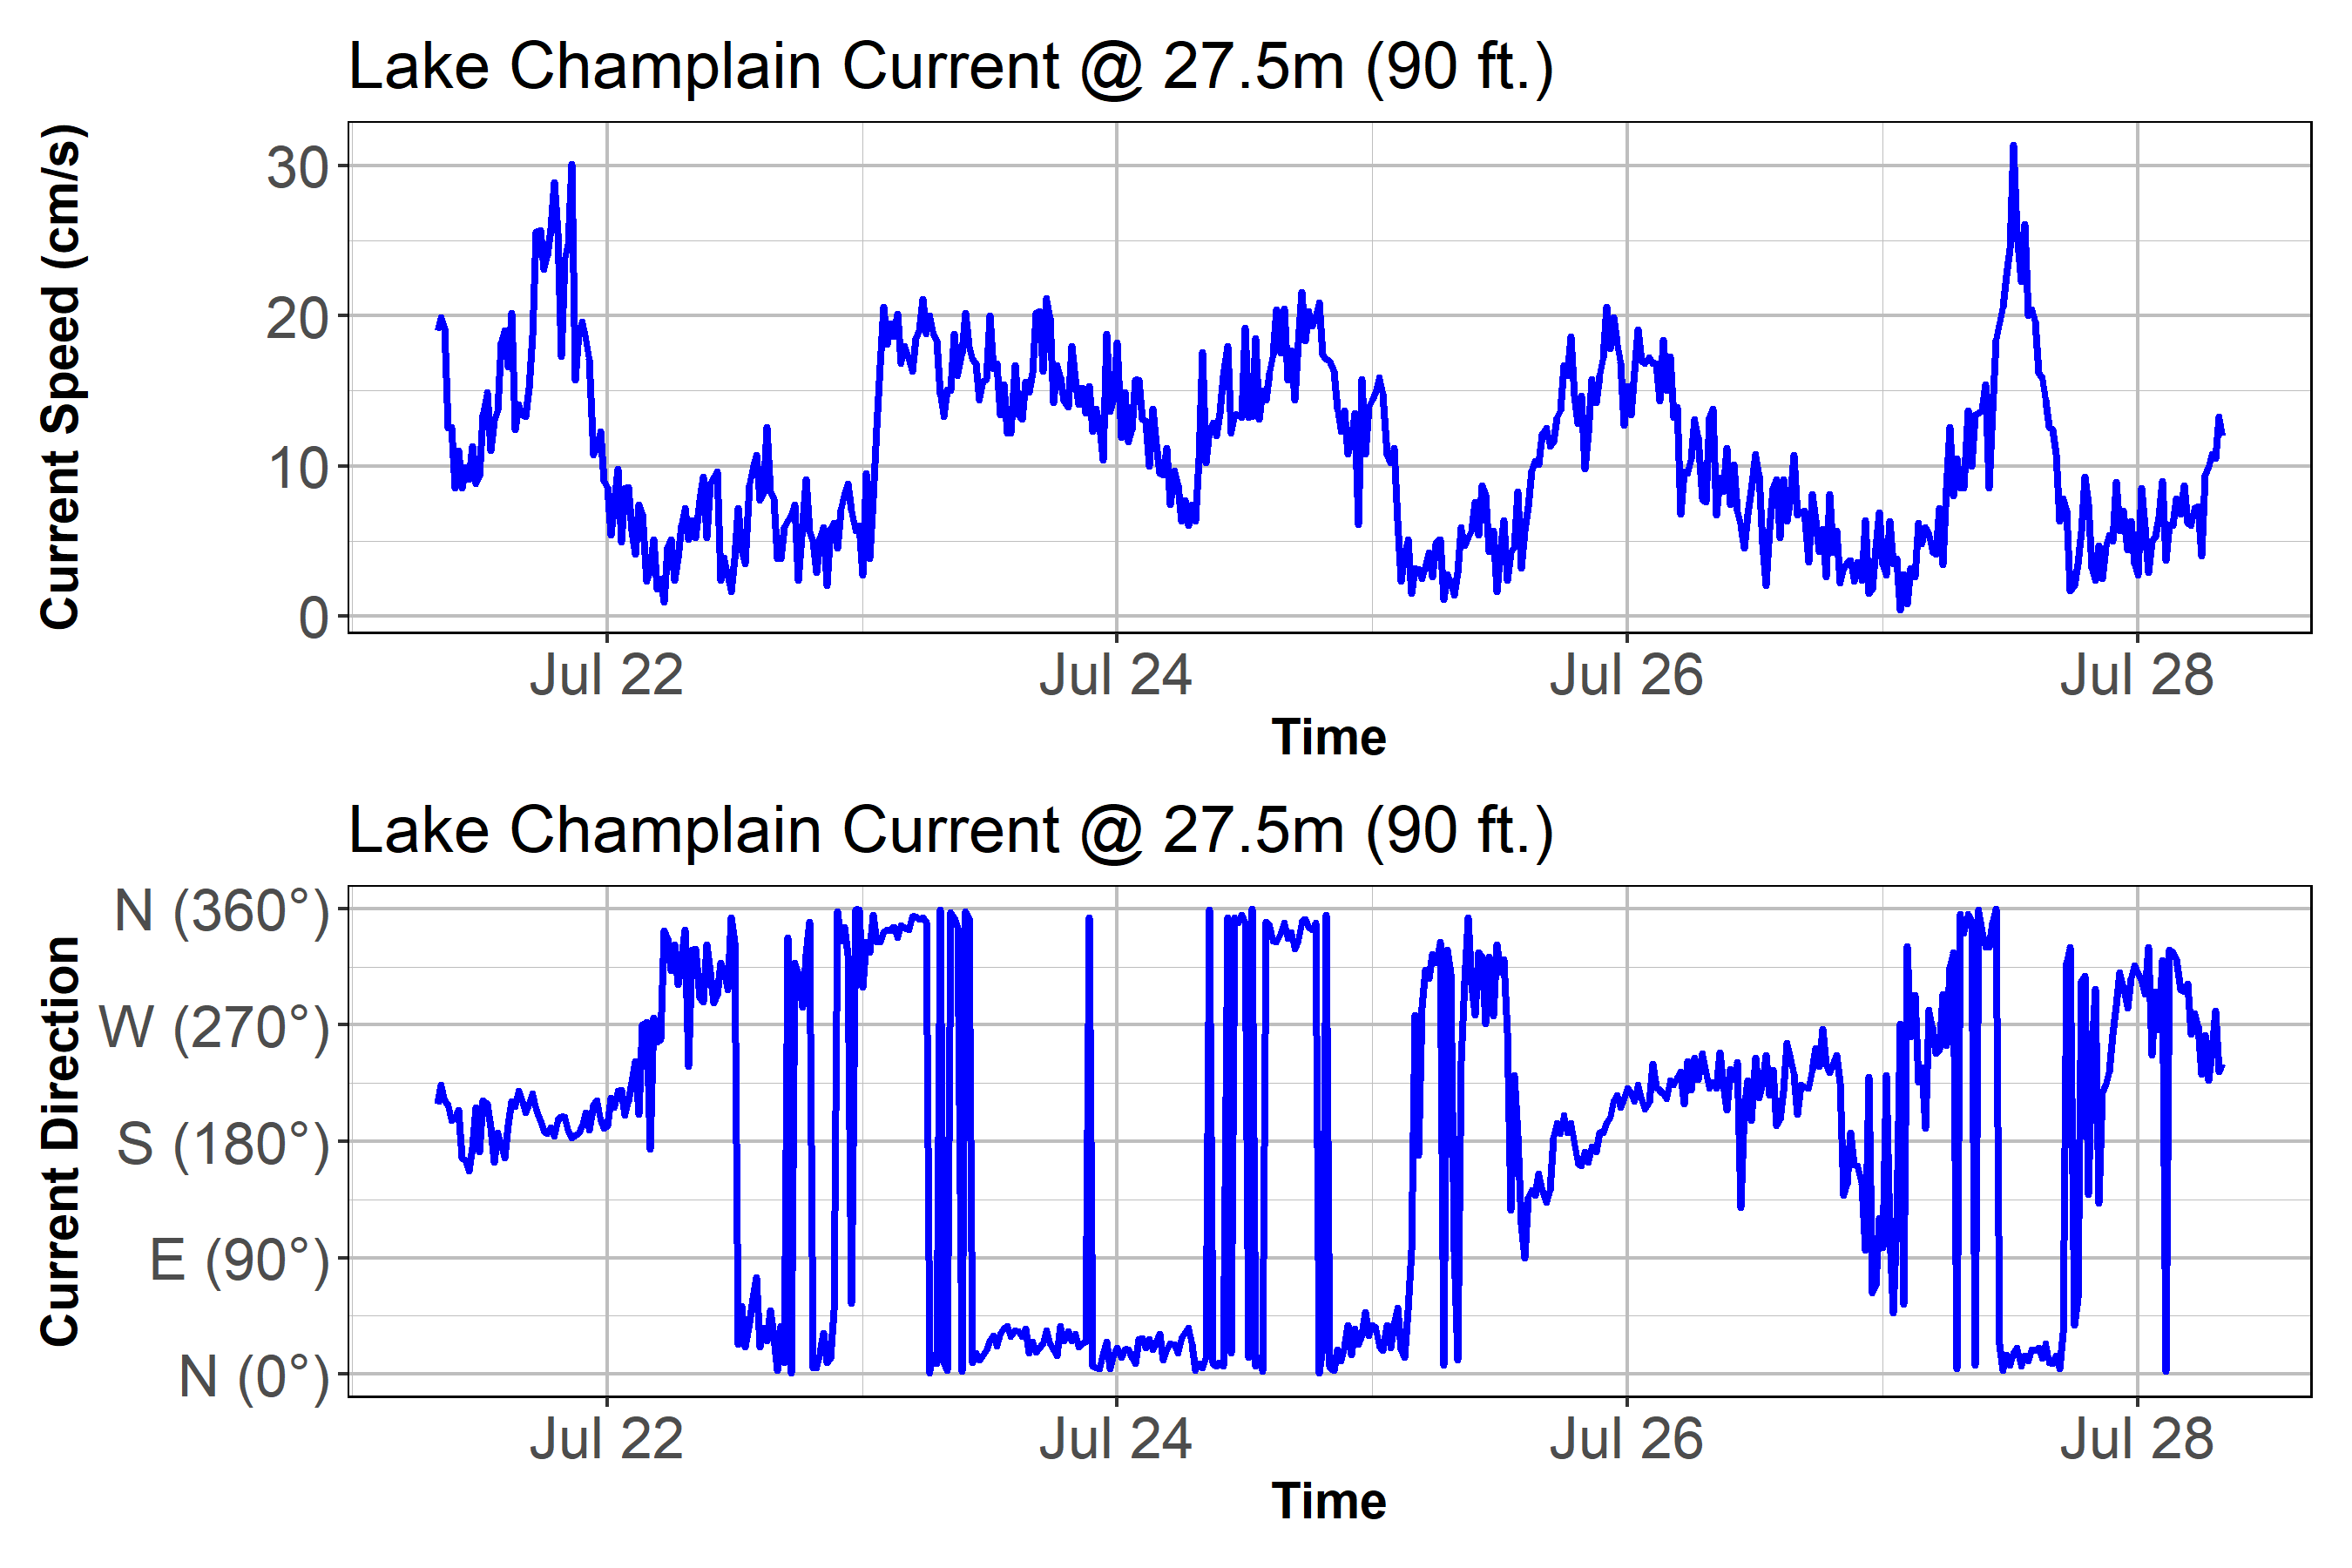 Lake Champlain Current @ 27.5m (90 ft.)
Current Speed (cm/s)
30
20
10
0
Jul 22 Jul 24 Jul 26 Jul 28
Time
Lake Champlain Current @ 27.5m (90 ft.)
Current Direction
N (360°)
W (270°)
S (180°)
E (90°)
N (0°)
Jul 22 Jul 24 Jul 26 Jul 28
Time